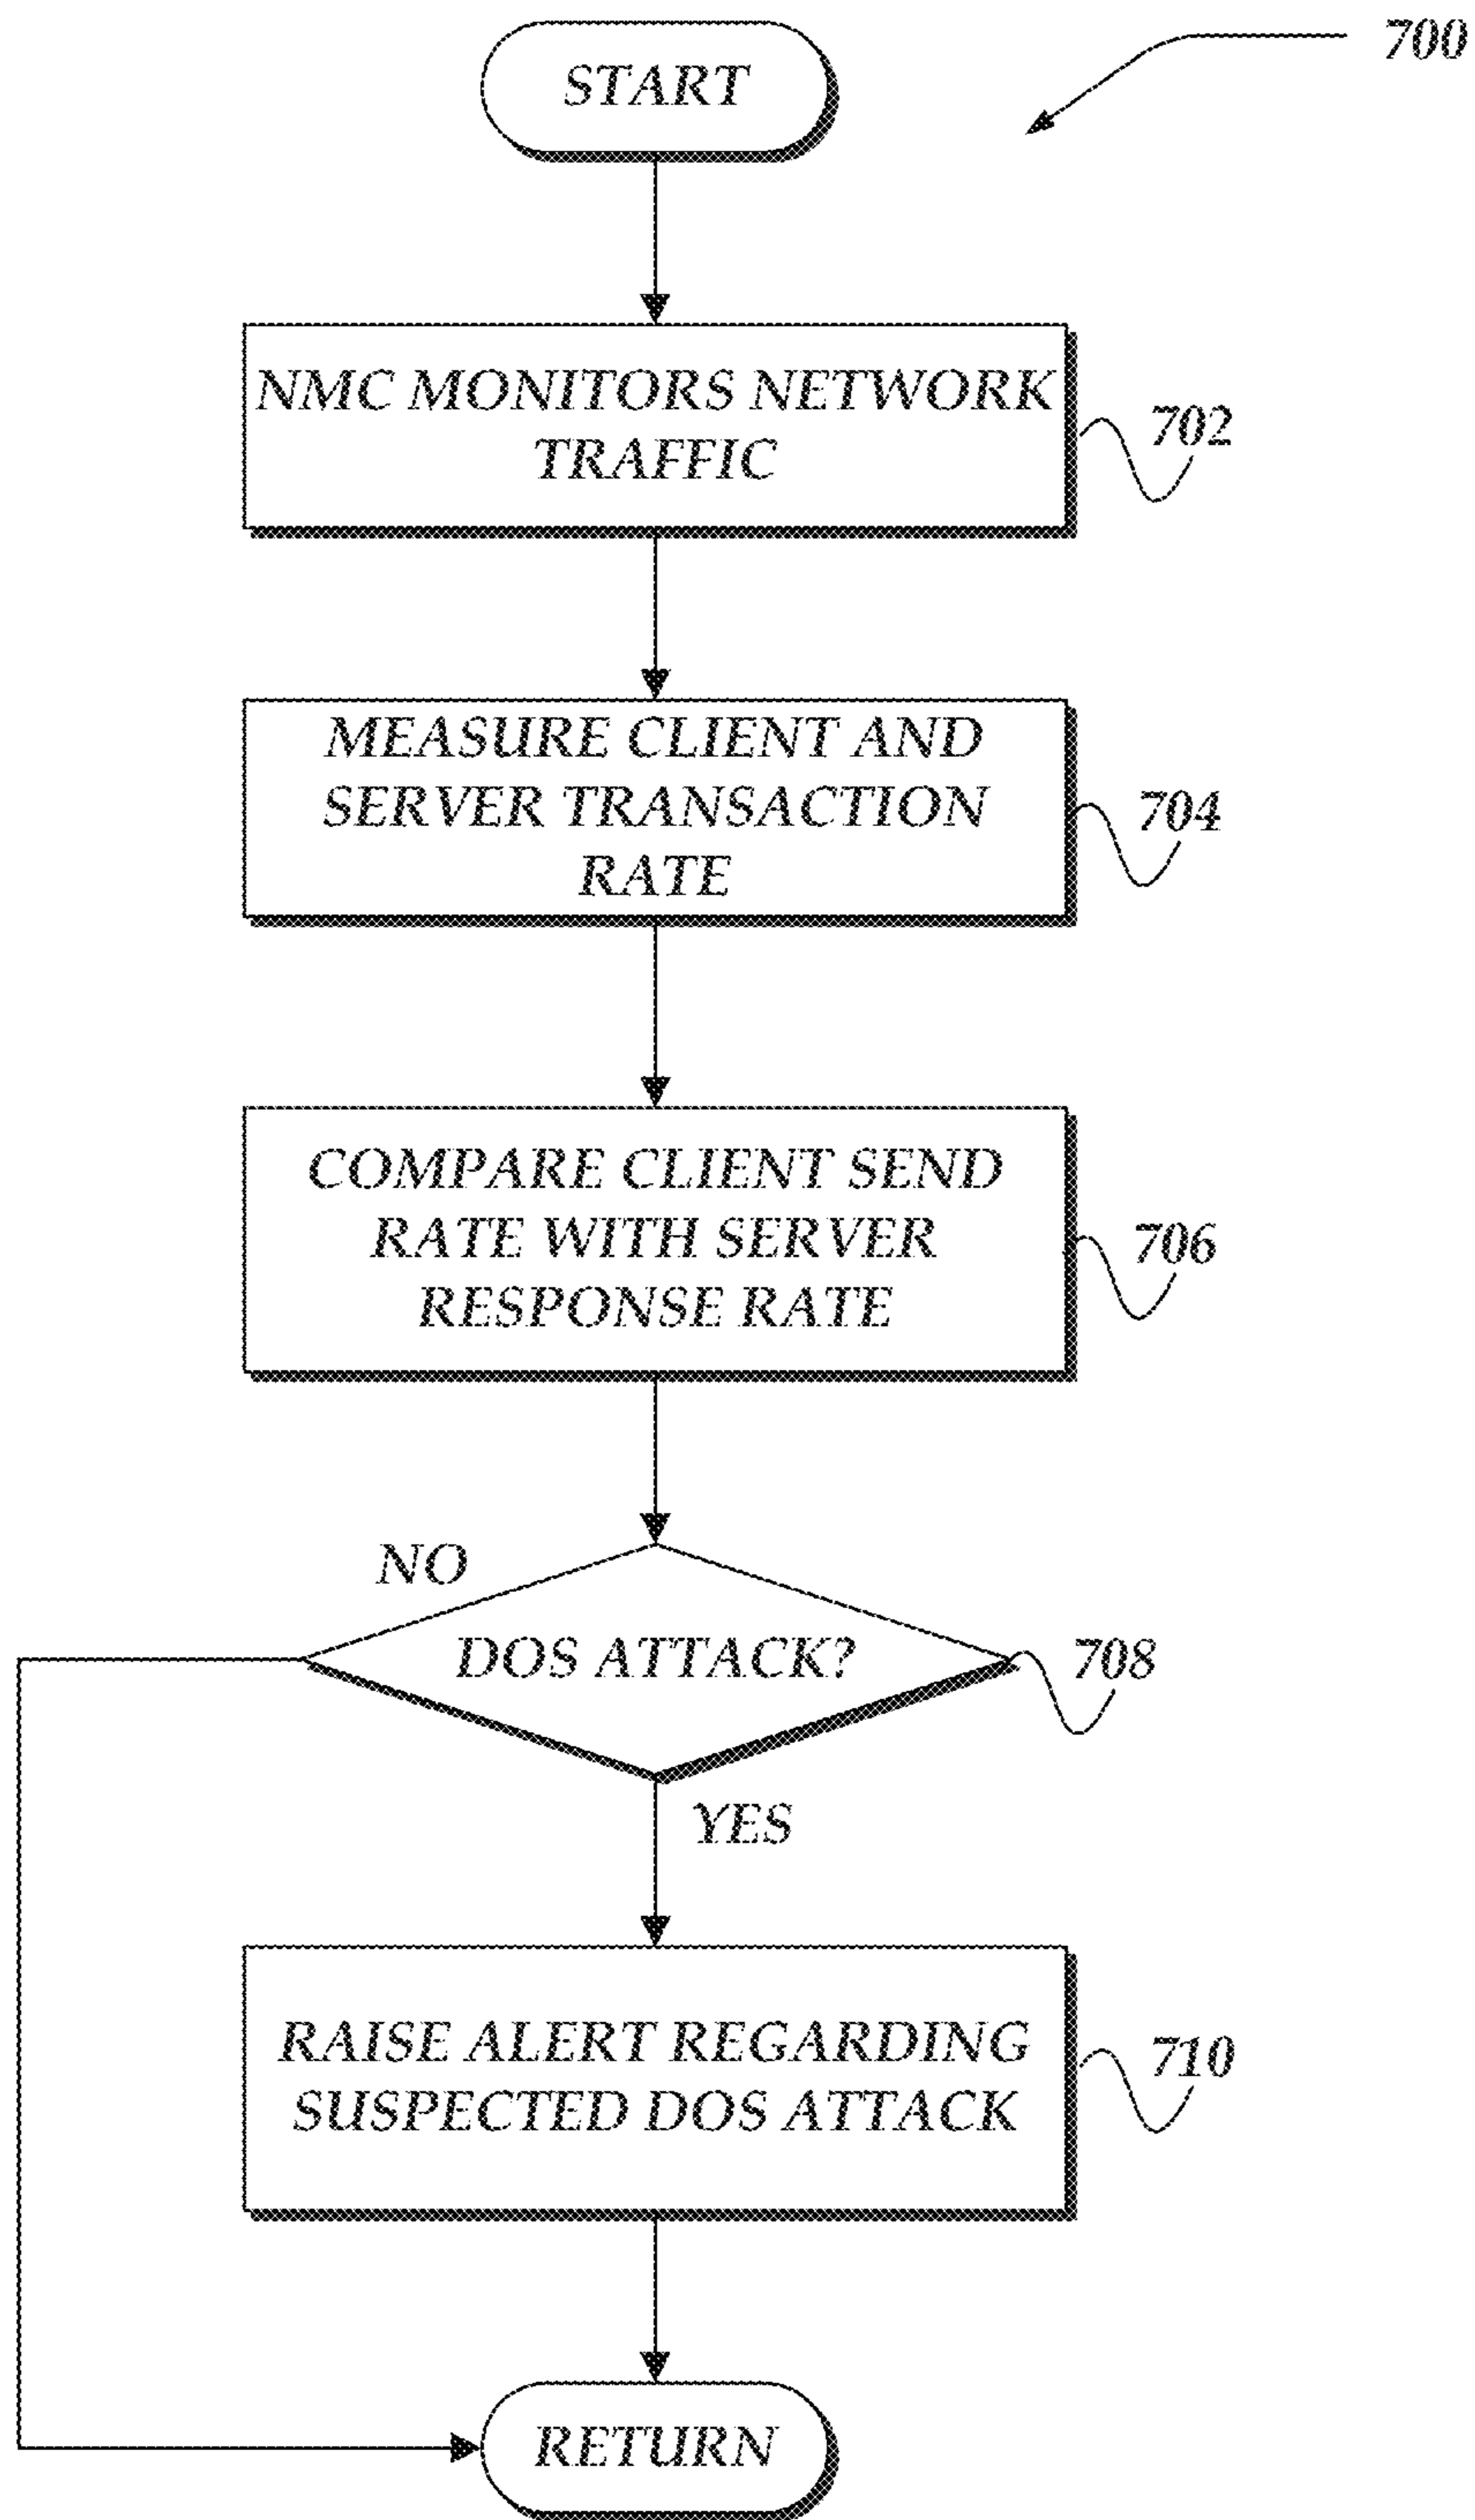 START
700
NMC MONITORS NETWORK
TRAFFIC
702
MEASURE CLIENT AND
SERVER TRANSACTION
RATE
704
COMPARE CLIENT SEND
RATE WITH SERVER
RESPONSE RATE
706
NO
DOS ATTACK?
708
YES
RAISE ALERT REGARDING
SUSPECTED DOS ATTACK
710
RETURN